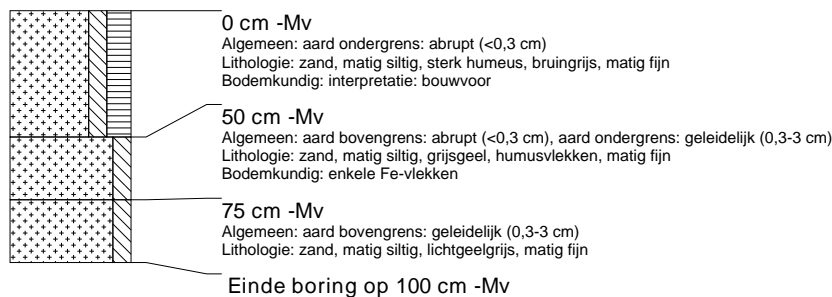 0 cm -Mv
Algemeen: aard ondergrens: abrupt (<0,3 cm)
Lithologie: zand, matig siltig, sterk humeus, bruingrijs, matig fijn
Bodemkundig: interpretatie: bouwvoor
50 cm -Mv
Algemeen: aard bovengrens: abrupt (<0,3 cm), aard ondergrens: geleidelijk (0,3-3 cm)
Lithologie: zand, matig siltig, grijsgeel, humusvlekken, matig fijn
Bodemkundig: enkele Fe-vlekken
75 cm -Mv
Algemeen: aard bovengrens: geleidelijk (0,3-3 cm)
Lithologie: zand, matig siltig, lichtgeelgrijs, matig fijn
Einde boring op 100 cm -Mv